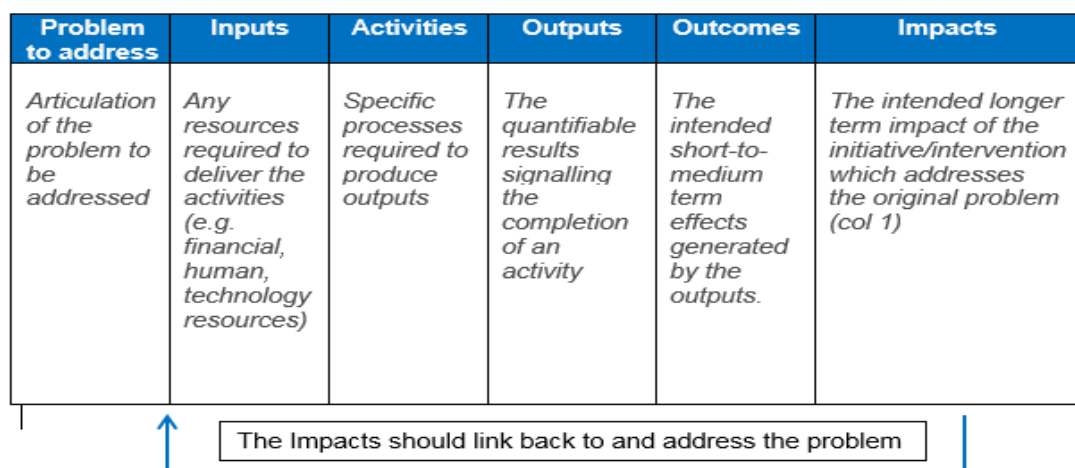 Problem
to address
Inputs
Activities
Outputs
Outcomes
Impacts
Articulation
of the
problem to
be
addressed
Any
resources
required to
deliver the
activities
(e.g.
financial,
human,
technology
resources)
Specific
processes
required to
produce
outputs
The
quantifiable
results
signalling
the
completion
of an
activity
The
intended
short-to-
medium
term
effects
generated
by the
outputs.
The intended longer
term impact of the
initiative/intervention
which addresses
the original problem
(col 1)
The Impacts should link back to and address the problem